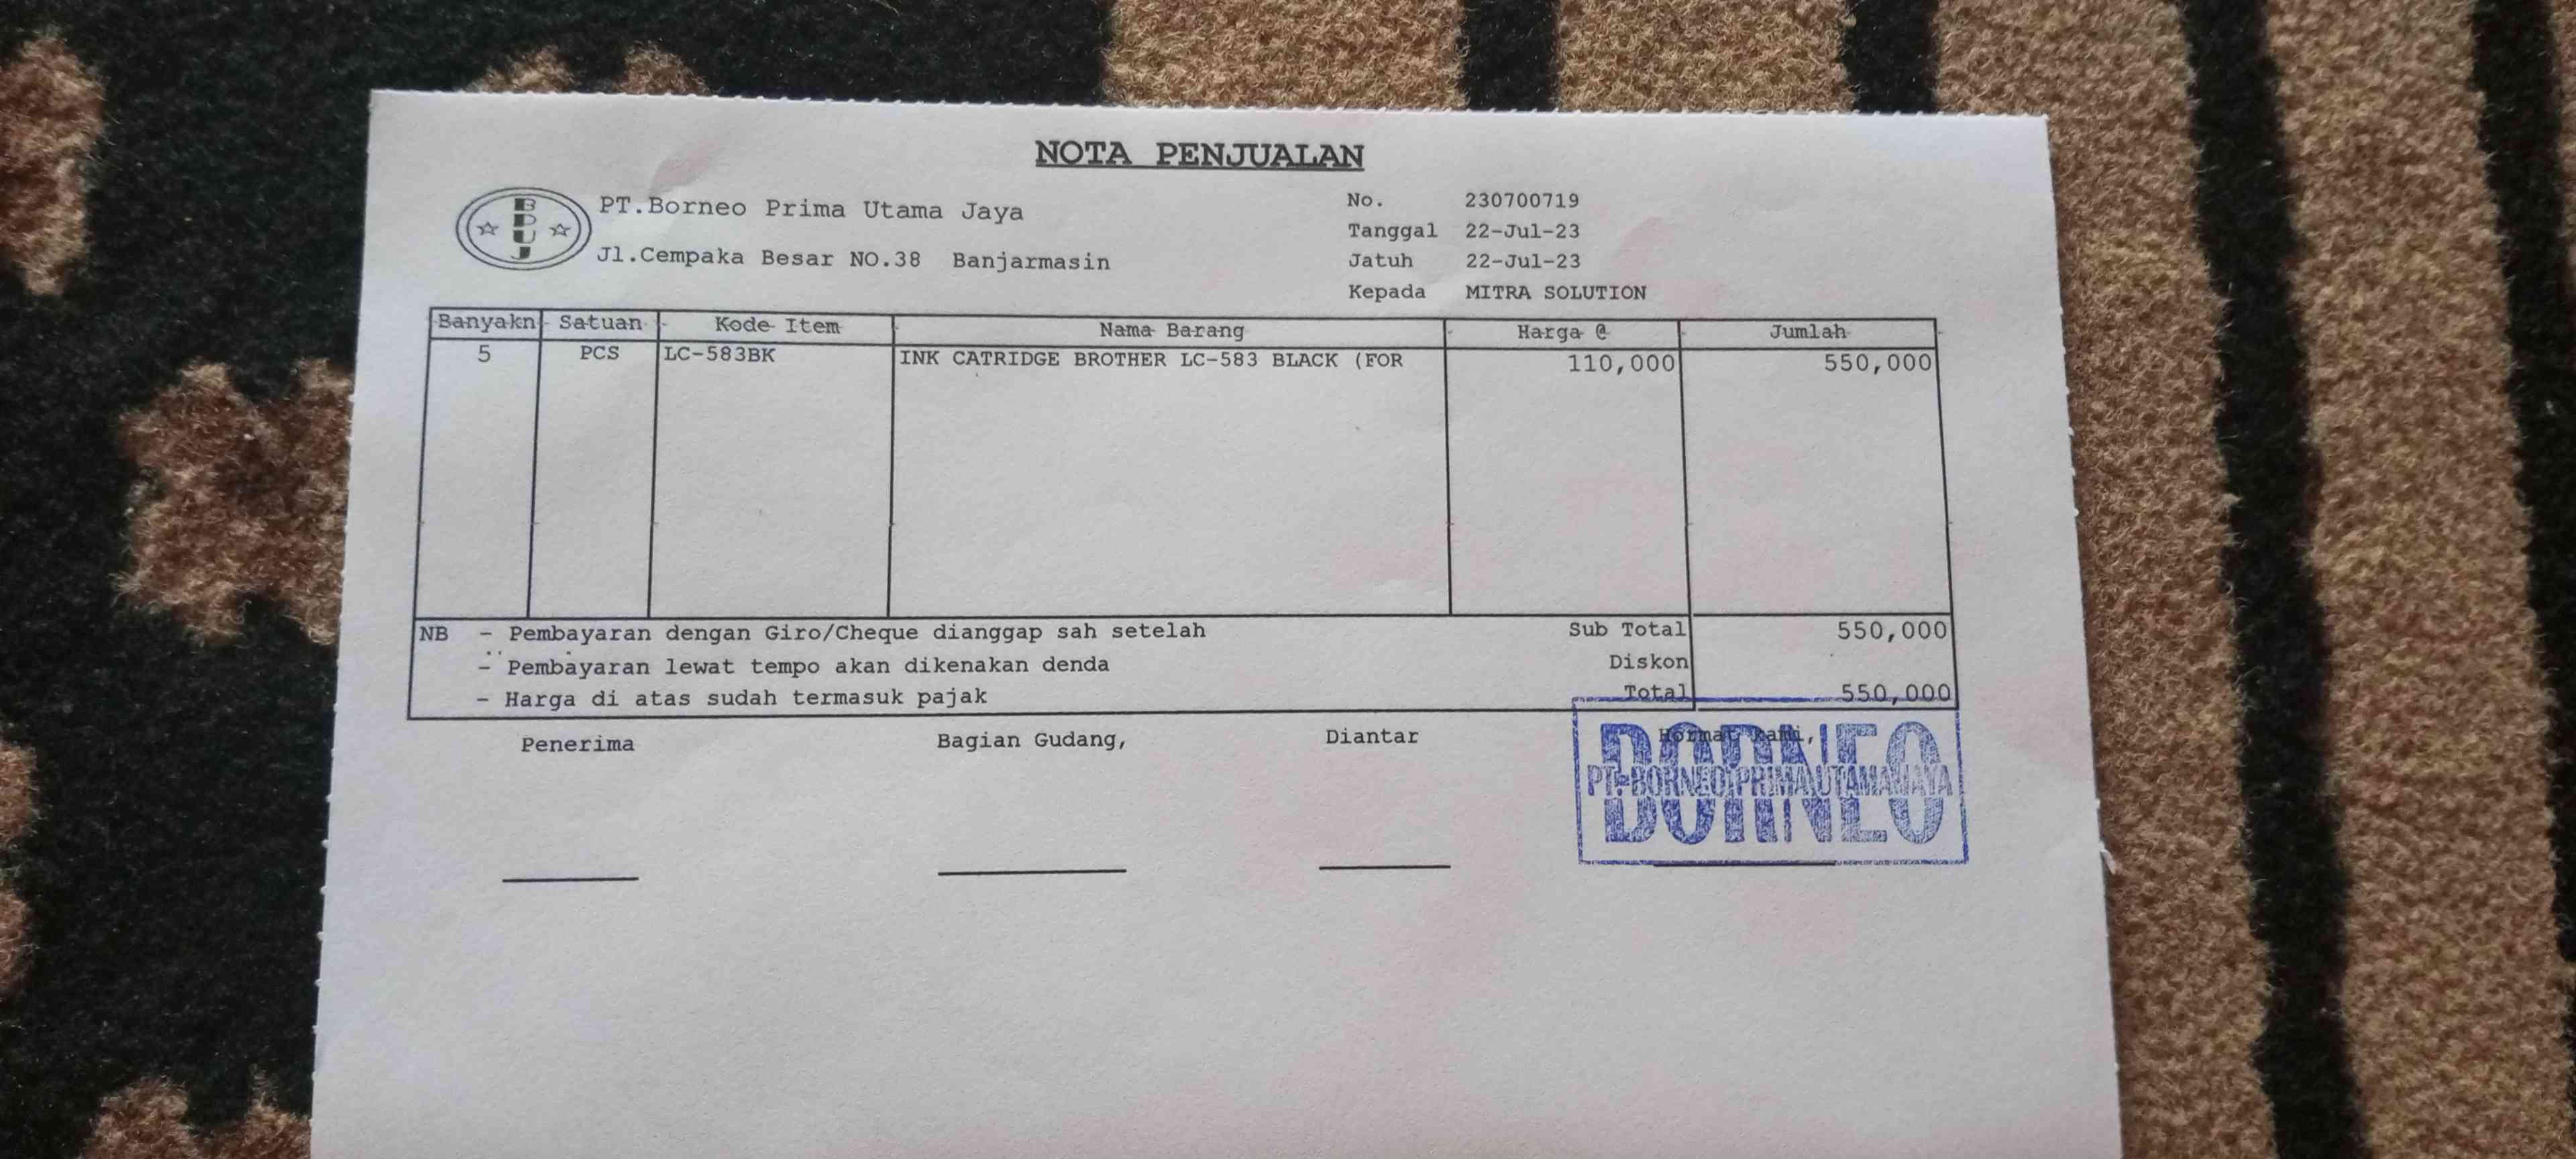 NOTA PENJUALAN
BPUJ
PT.Borneo Prima Utama Jaya
Jl.Cempaka Besar NO.38 Banjarmasin
No. 230700719
Tanggal 22-Jul-23
Jatuh 22-Jul-23
Kepada MITRA SOLUTION
Banyakn Satuan Kode Item Nama Barang Harga @ Jumlah
5 PCS LC-583BK INK CATRIDGE BROTHER LC-583 BLACK (FOR 110,000 550,000
NB - Pembayaran dengan Giro/Cheque dianggap sah setelah Sub Total 550,000
- Pembayaran lewat tempo akan dikenakan denda Diskon
- Harga di atas sudah termasuk pajak Total 550,000
Penerima Bagian Gudang, Diantar Hormat kami,
BORNEO
PT. BORNEO PRIMA UTAMA JAYA